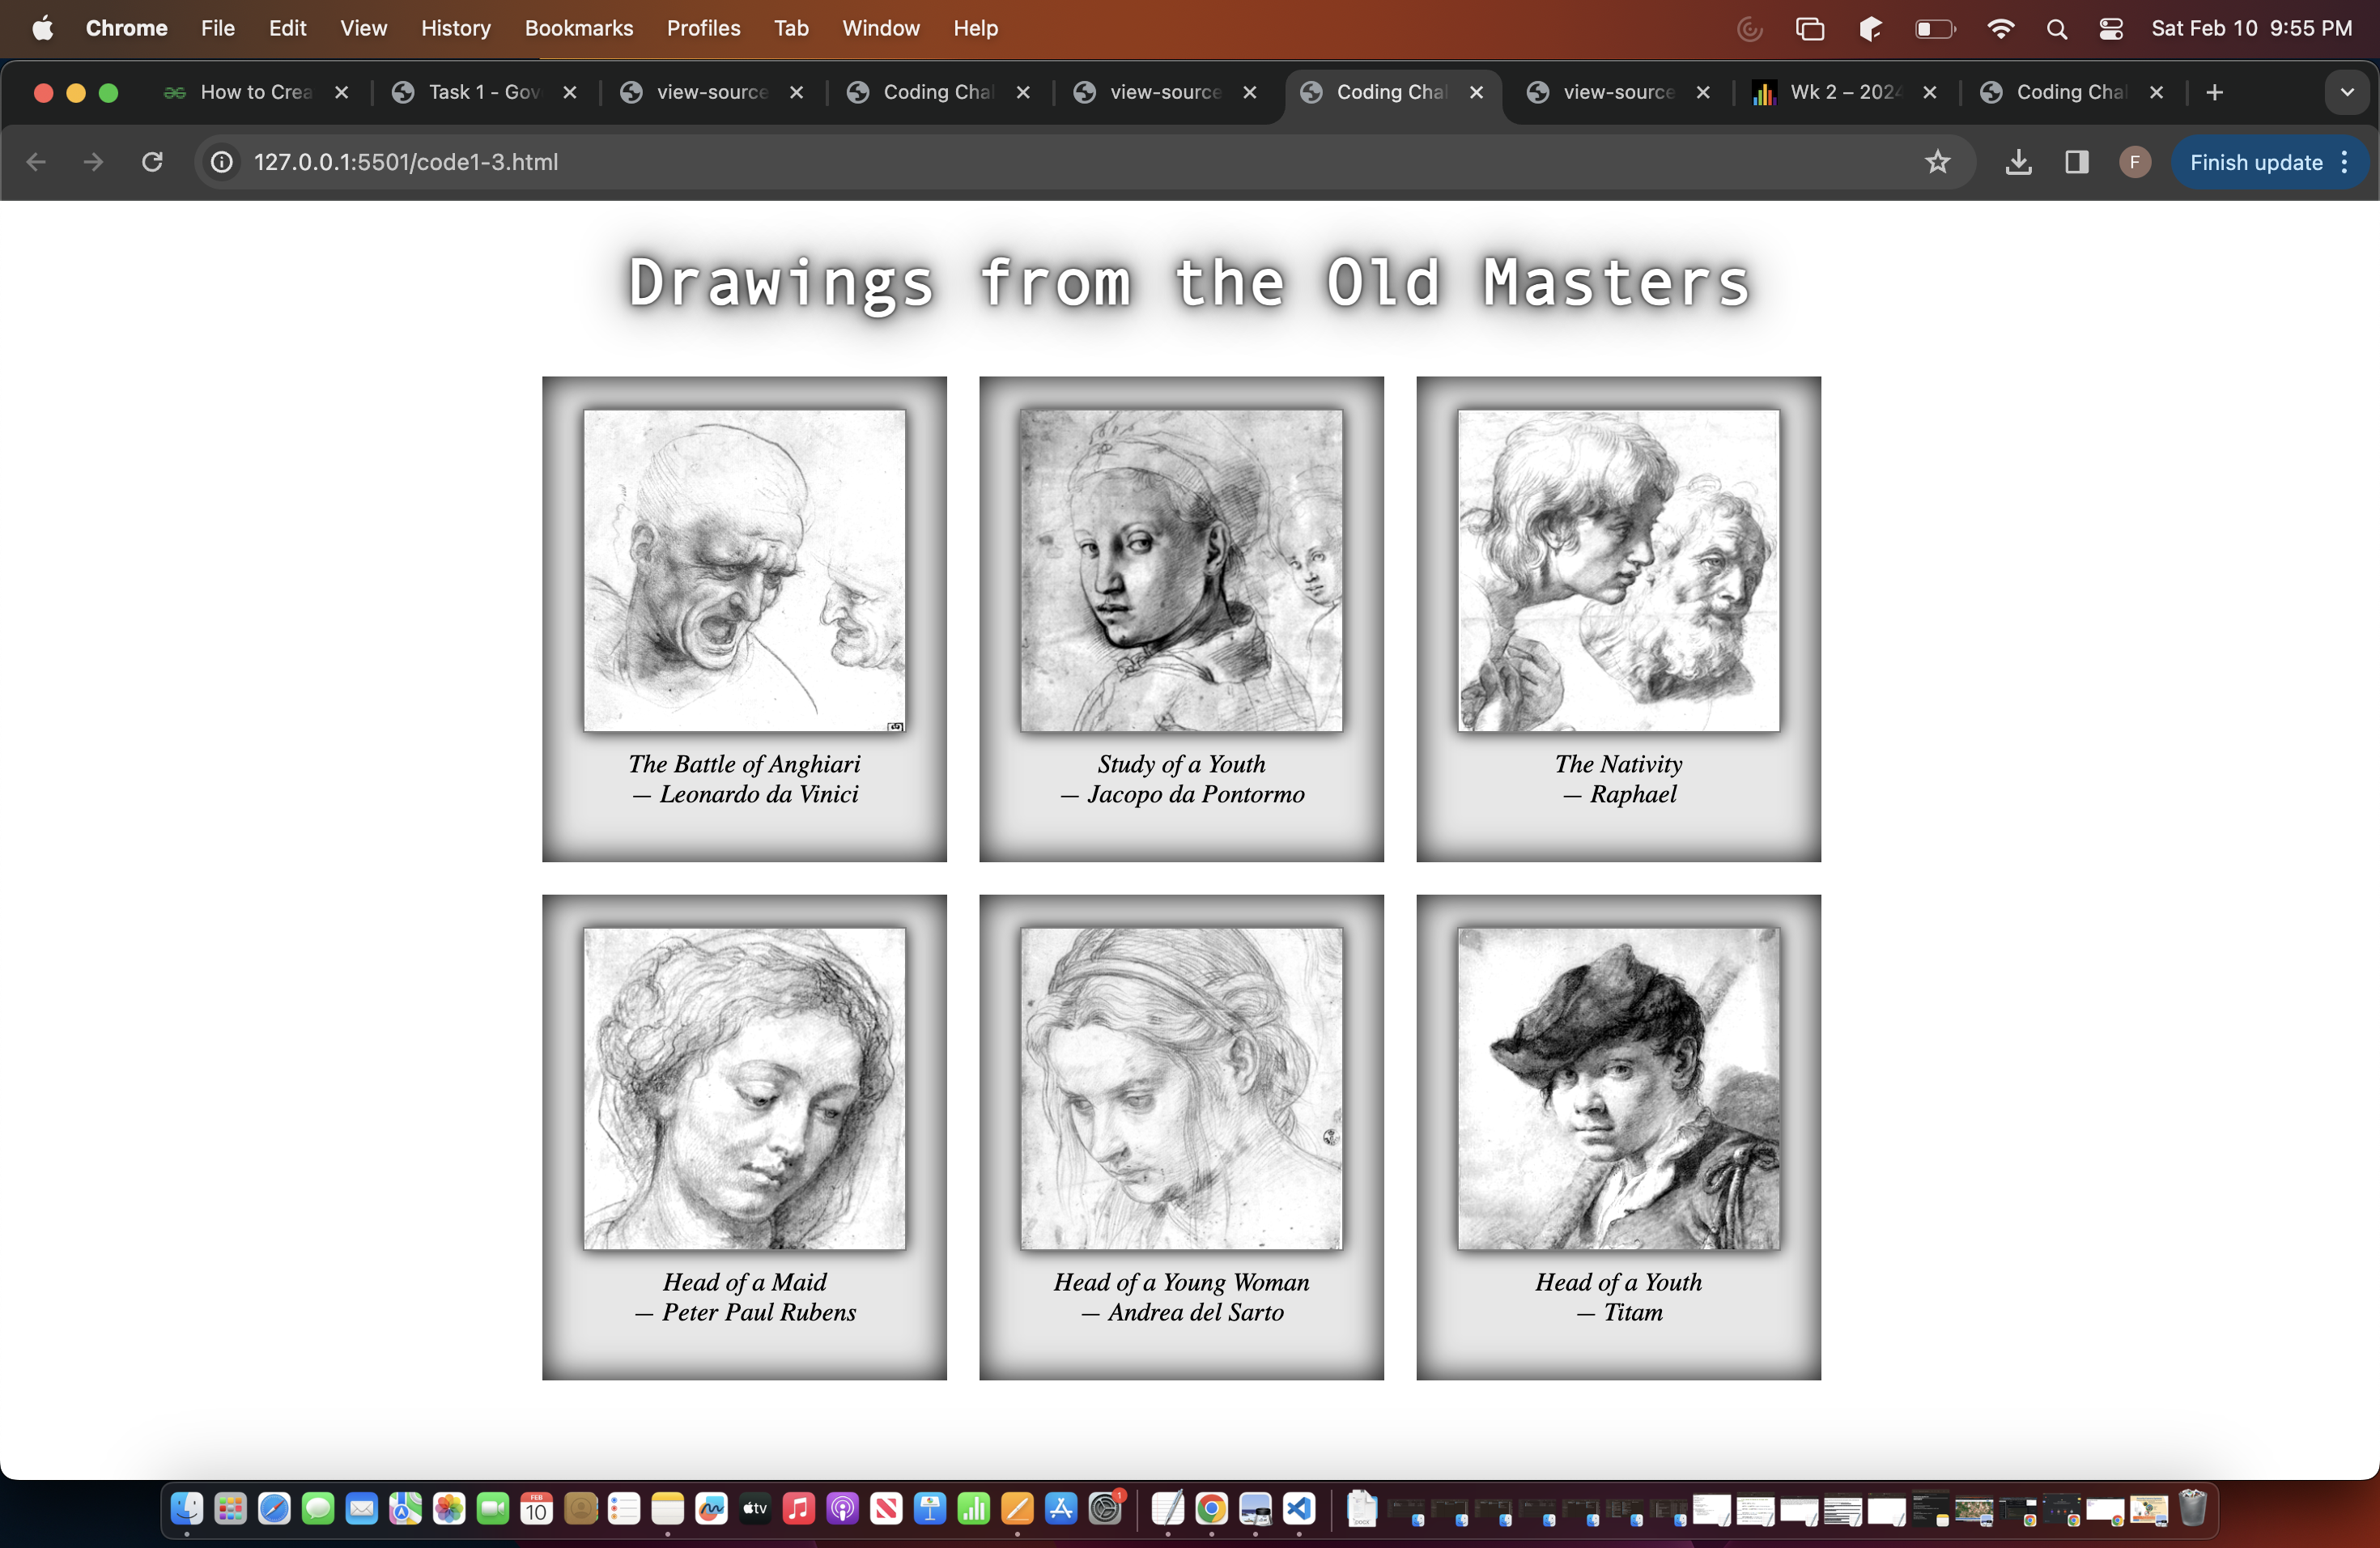 Chrome File Edit View History Bookmarks Profiles Tab Window Help Sat Feb 10 9:55 PM
How to Crea Task 1 - Gov view-source Coding Chal view-source Coding Chal view-source Wk 2 – 2024 Coding Chal
127.0.0.1:5501/code1-3.html F Finish update
Drawings from the Old Masters
The Battle of Anghiari
— Leonardo da Vinici
Study of a Youth
— Jacopo da Pontormo
The Nativity
— Raphael
Head of a Maid
— Peter Paul Rubens
Head of a Young Woman
— Andrea del Sarto
Head of a Youth
— Titam
FEB
10
tv
1
DOCX